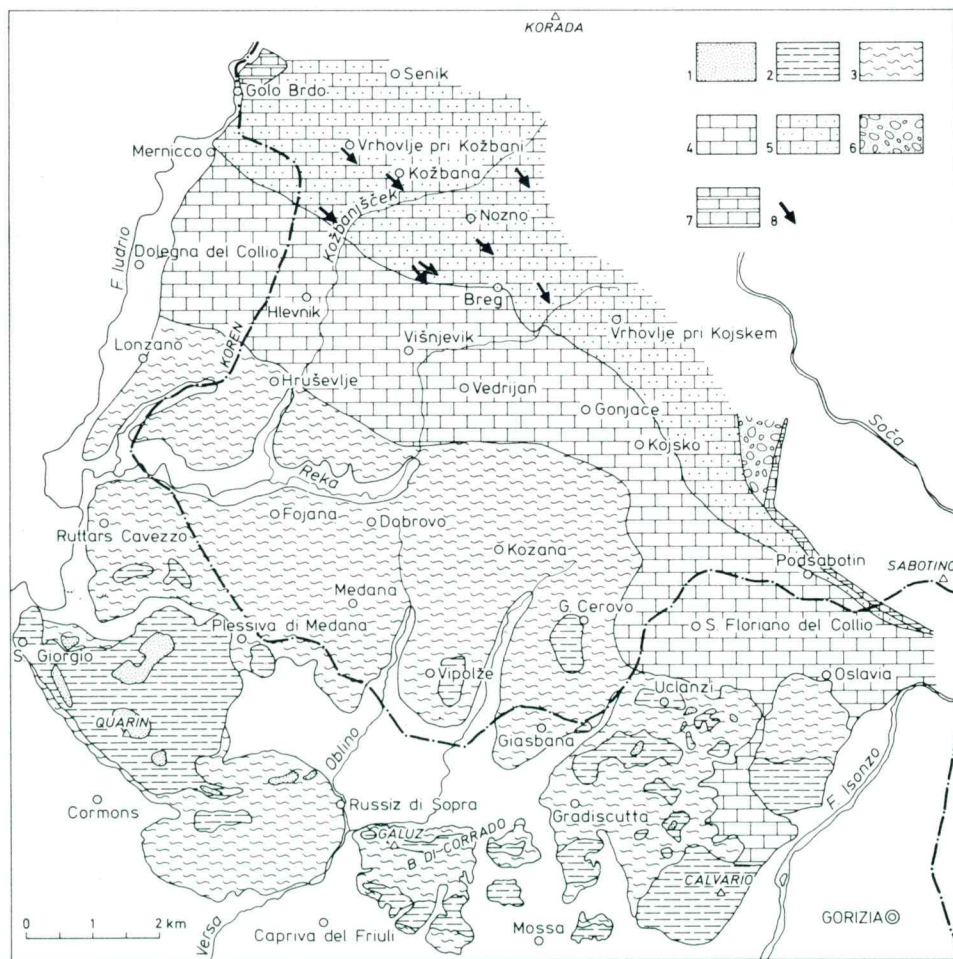 KORADA
1
2
3
Senik
Golo Brdo
Vrhovlje pri Kožbani
4
5
6
Mernicco
Kožbana
Kožbanjšček
Nozno
7
8
F Iudrio
Dolegna del Collio
Hlevnik
Breg
KOREN
Višnjevik
Vrhovlje pri Kojskem
Lonzano
Hruševlje
Vedrijan
Gonjače
Soča
Kojsko
Reka
Fojana
Dobrovo
Ruttars Cavezzo
Kozana
Podsabotin
SABOTINO
Medana
G. Cerovo
Plessiva di Medana
S. Floriano del Collio
S. Giorgio
Vipolže
Oslavia
Uclanzi
QUARIN
Giasbana
Oblino
F Isonzo
Cormons
Russiz di Sopra
Gradiscutta
GALUZ
B. DI CORRADO
CALVARIO
GORIZIA
0 1 2 km
Versa
Capriva del Friuli
Mossa